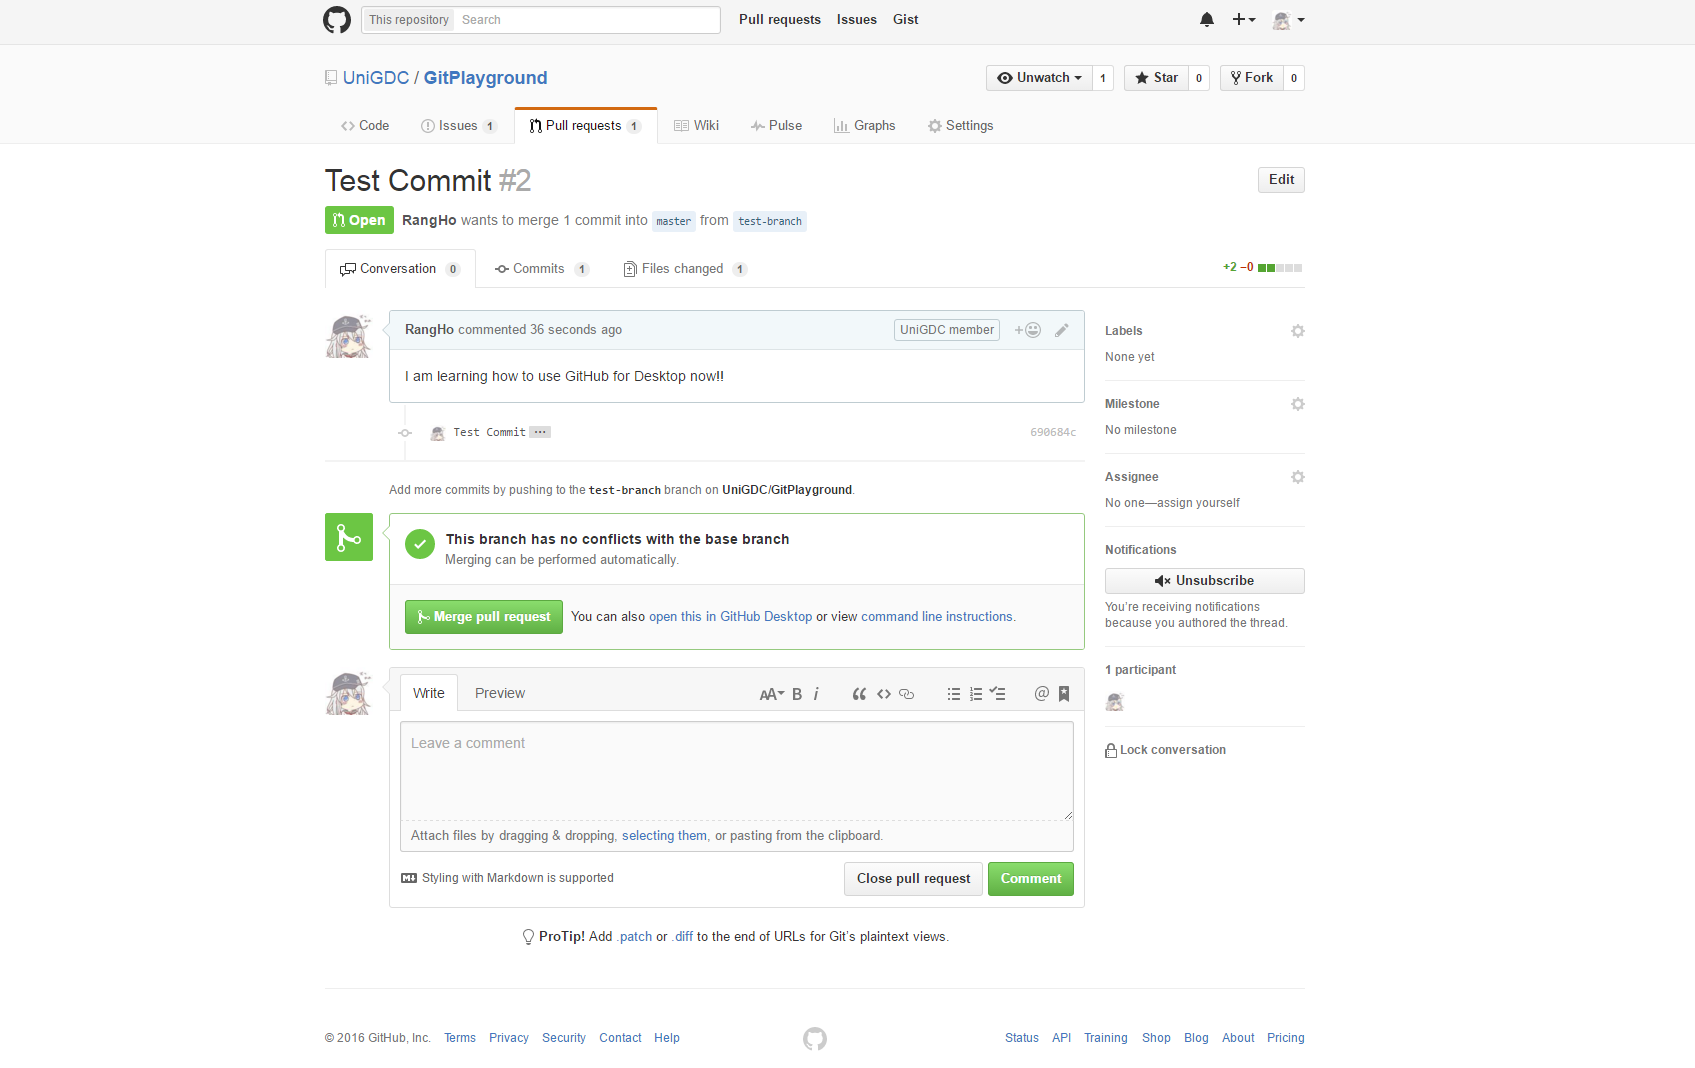 This repository Search Pull requests Issues Gist
UniGDC / GitPlayground Unwatch 1 Star 0 Fork 0
Code Issues 1 Pull requests 1 Wiki Pulse Graphs Settings
Test Commit #2 Edit
Open RangHo wants to merge 1 commit into master from test-branch
Conversation 0 Commits 1 Files changed 1 +2 −0
RangHo commented 36 seconds ago UniGDC member
I am learning how to use GitHub for Desktop now!!
Test Commit ··· 690684c
Add more commits by pushing to the test-branch branch on UniGDC/GitPlayground.
This branch has no conflicts with the base branch
Merging can be performed automatically.
Merge pull request You can also open this in GitHub Desktop or view command line instructions.
Write Preview AA B i
Leave a comment
Attach files by dragging & dropping, selecting them, or pasting from the clipboard.
Styling with Markdown is supported Close pull request Comment
ProTip! Add .patch or .diff to the end of URLs for Git's plaintext views.
Labels
None yet
Milestone
No milestone
Assignee
No one—assign yourself
Notifications
Unsubscribe
You're receiving notifications
because you authored the thread.
1 participant
Lock conversation
© 2016 GitHub, Inc. Terms Privacy Security Contact Help Status API Training Shop Blog About Pricing